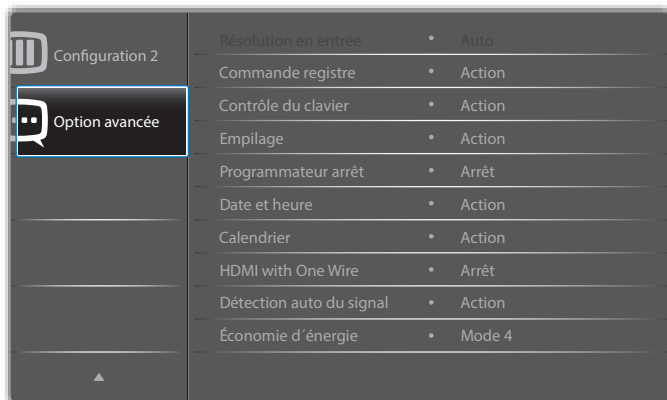 Configuration 2
Option avancée
Résolution en entrée • Auto
Commande registre • Action
Contrôle du clavier • Action
Empilage • Action
Programmateur arrêt • Arrêt
Date et heure • Action
Calendrier • Action
HDMI with One Wire • Arrêt
Détection auto du signal • Action
Économie d´énergie • Mode 4